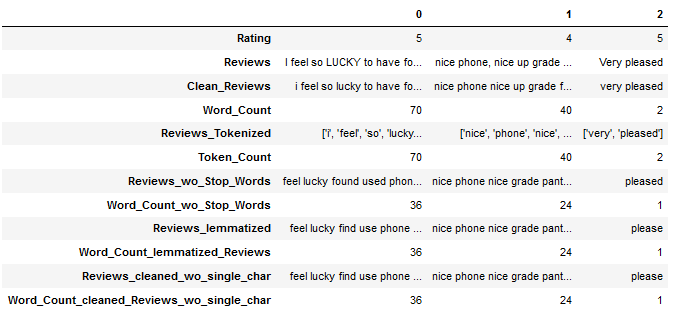 0 1 2
Rating 5 4 5
Reviews I feel so LUCKY to have fo... nice phone, nice up grade ... Very pleased
Clean_Reviews i feel so lucky to have fo... nice phone nice up grade f... very pleased
Word_Count 70 40 2
Reviews_Tokenized ['i', 'feel', 'so', 'lucky... ['nice', 'phone', 'nice', ... ['very', 'pleased']
Token_Count 70 40 2
Reviews_wo_Stop_Words feel lucky found used phon... nice phone nice grade pant... pleased
Word_Count_wo_Stop_Words 36 24 1
Reviews_lemmatized feel lucky find use phone ... nice phone nice grade pant... please
Word_Count_lemmatized_Reviews 36 24 1
Reviews_cleaned_wo_single_char feel lucky find use phone ... nice phone nice grade pant... please
Word_Count_cleaned_Reviews_wo_single_char 36 24 1